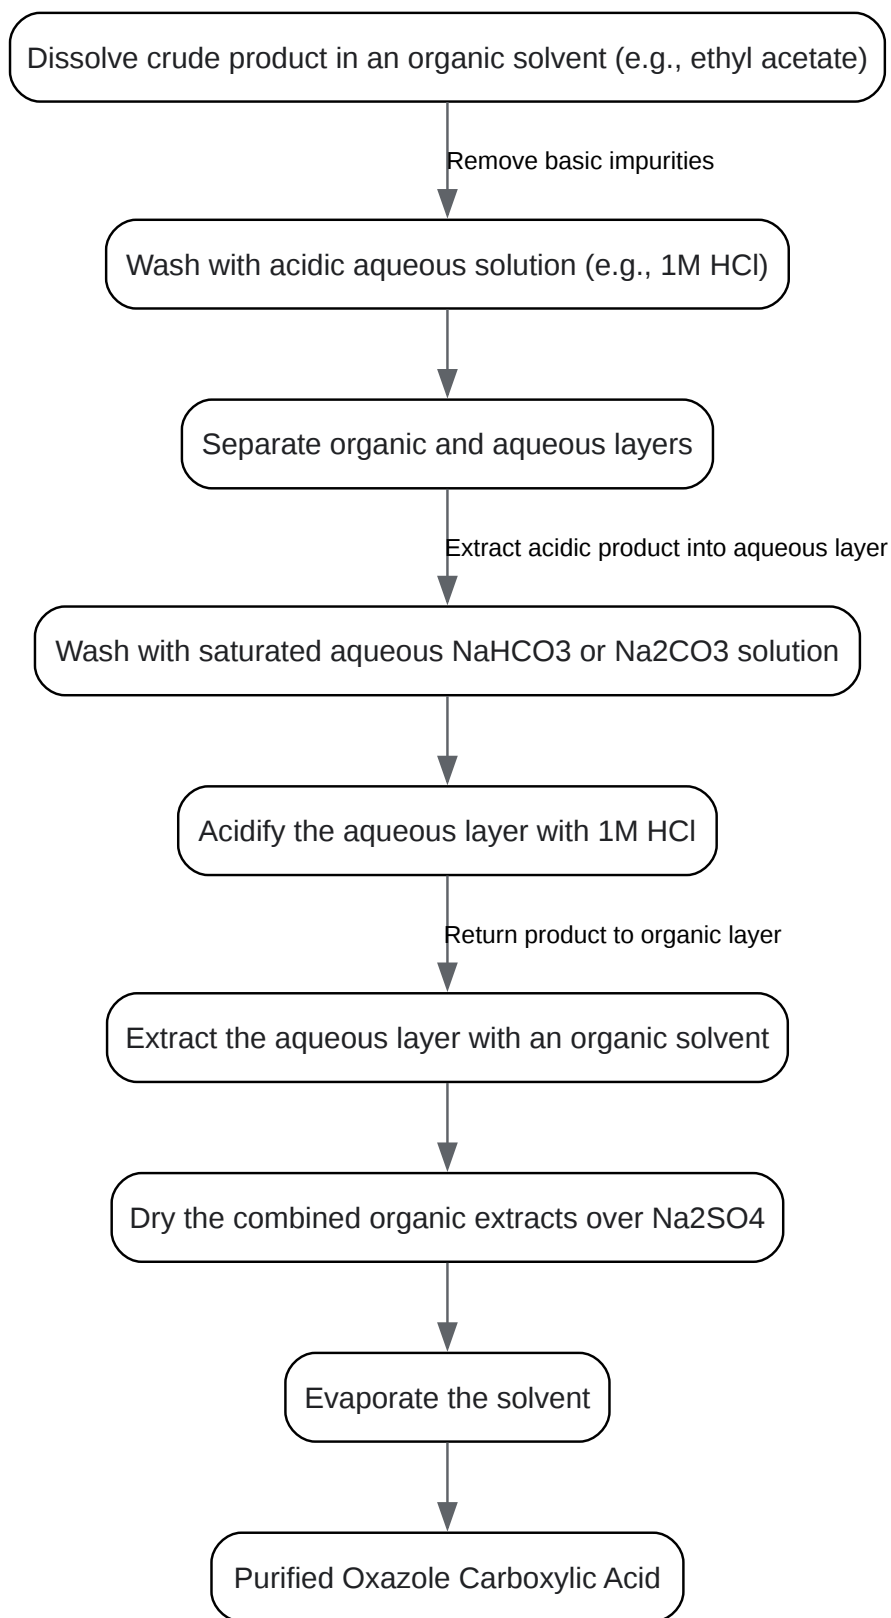 Dissolve crude product in an organic solvent (e.g., ethyl acetate)
Remove basic impurities
Wash with acidic aqueous solution (e.g., 1M HCl)
Separate organic and aqueous layers
Extract acidic product into aqueous layer
Wash with saturated aqueous NaHCO3 or Na2CO3 solution
Acidify the aqueous layer with 1M HCl
Return product to organic layer
Extract the aqueous layer with an organic solvent
Dry the combined organic extracts over Na2SO4
Evaporate the solvent
Purified Oxazole Carboxylic Acid